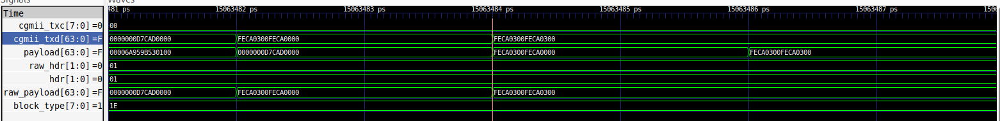 Signals
Waves
Time
481 ps 15063482 ps 15063483 ps 15063484 ps 15063485 ps 15063486 ps 15063487 ps 1506
cgmii_txc[7:0]=0 00
cgmii_txd[63:0]=F 0000000D7CAD0000 FECA0300FECA0000 FECA0300FECA0300
payload[63:0]=F 00006A959B530100 0000000D7CAD0000 FECA0300FECA0000 FECA0300FECA0300
raw_hdr[1:0]=0 01
hdr[1:0]=0 01
raw_payload[63:0]=F 0000000D7CAD0000 FECA0300FECA0000 FECA0300FECA0300
block_type[7:0]=1 1E